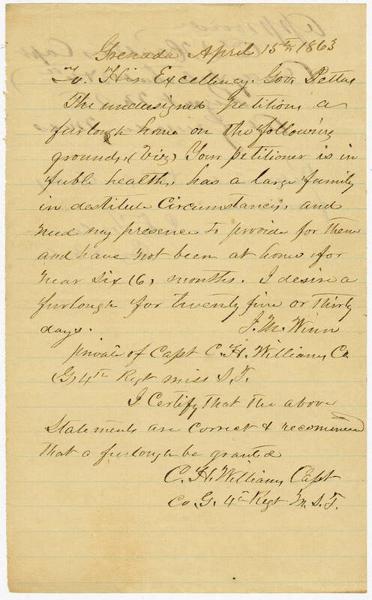 Grenada April 15th 1863
To His Excellency Gov Pettus
The undersigned petitions a
furlough home on the following
grounds, (Viz) Your petitioner is in
feeble health, has a large family
in destitute Circumstances and
need my presence to provide for them
and have not been at home for
near Six (6) months. I desire a
furlough for twenty five or thirty
days. J. M. Winn
private of Capt C. H. Williams Co
G, 4th Regt Miss S. T.
I Certify that the above
Statements are correct & recommend
that a furlough be granted
C. H. Williams Capt
Co G. 4th Regt M. S. T.